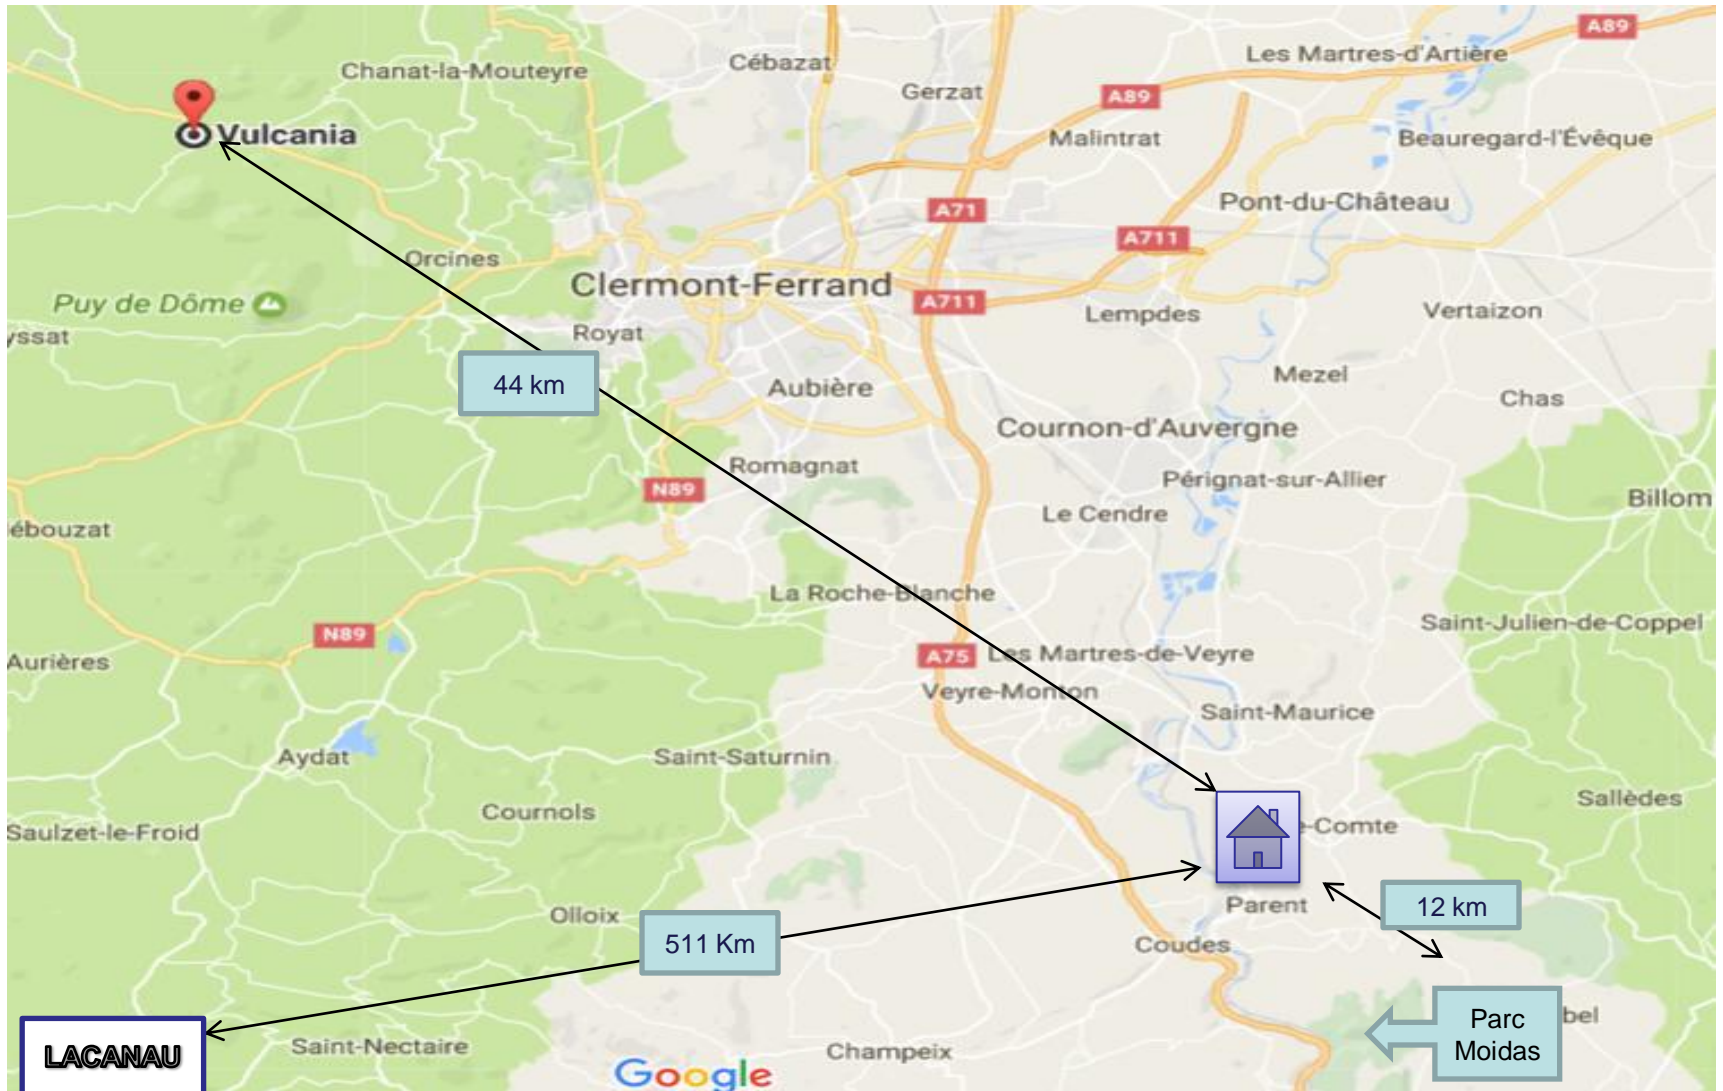 A89
Cébazat
Les Martres-d'Artière
Chanat-la-Mouteyre
Gerzat
A89
Vulcania
Malintrat
Beauregard-l'Évêque
A71
Pont-du-Château
A711
Orcines
Clermont-Ferrand
Puy de Dôme
A711
Lempdes
Vertaizon
yssat
Royat
44 km
Aubière
Mezel
Chas
Cournon-d'Auvergne
Romagnat
N89
Pérignat-sur-Allier
Billom
Le Cendre
ébouzat
La Roche-Blanche
N89
Saint-Julien-de-Coppel
Aurières
A75
Les Martres-de-Veyre
Veyre-Monton
Saint-Maurice
Aydat
Saint-Saturnin
Sallèdes
Cournols
Saulzet-le-Froid
e-Comte
Olloix
Parent
12 km
511 Km
Coudes
Parc
Moidas
bel
LACANAU
Saint-Nectaire
Champeix
Google